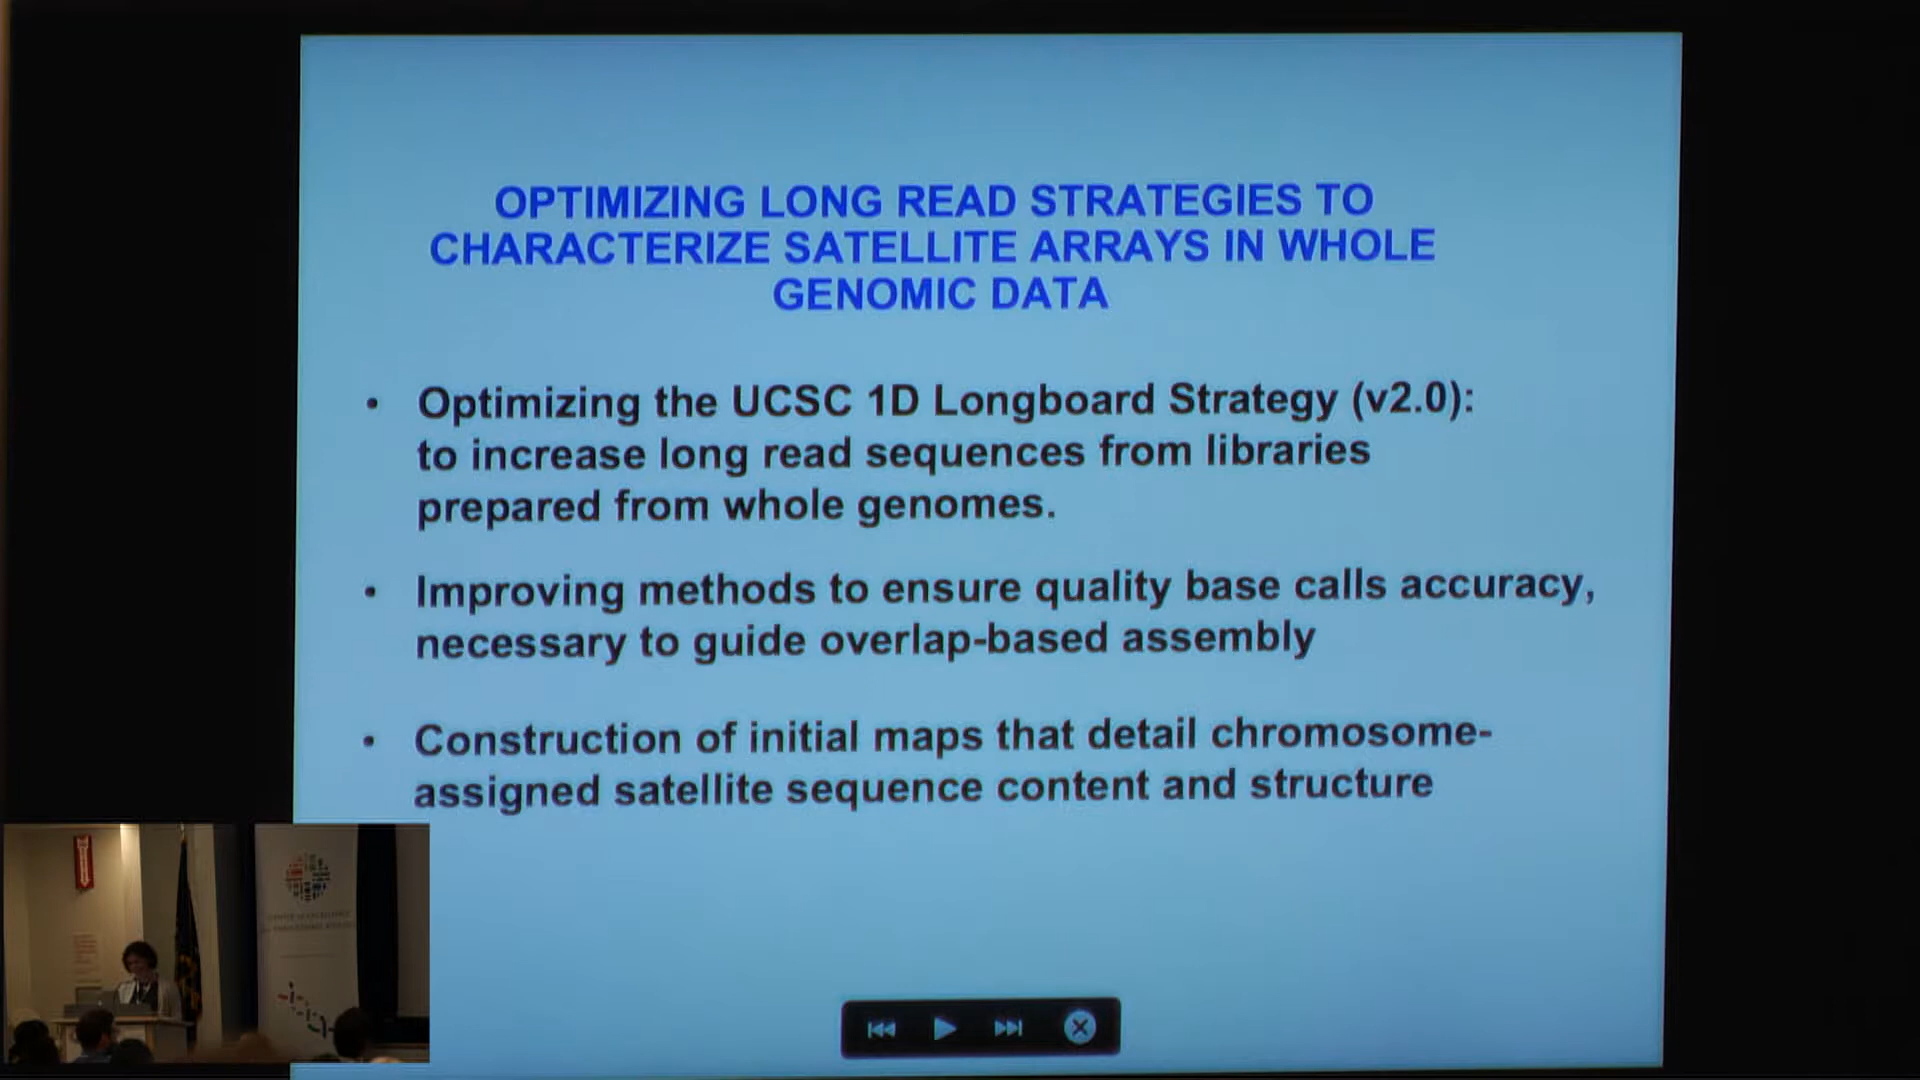 OPTIMIZING LONG READ STRATEGIES TO
CHARACTERIZE SATELLITE ARRAYS IN WHOLE
GENOMIC DATA
• Optimizing the UCSC 1D Longboard Strategy (v2.0):
to increase long read sequences from libraries
prepared from whole genomes.
• Improving methods to ensure quality base calls accuracy,
necessary to guide overlap-based assembly
• Construction of initial maps that detail chromosome-
assigned satellite sequence content and structure